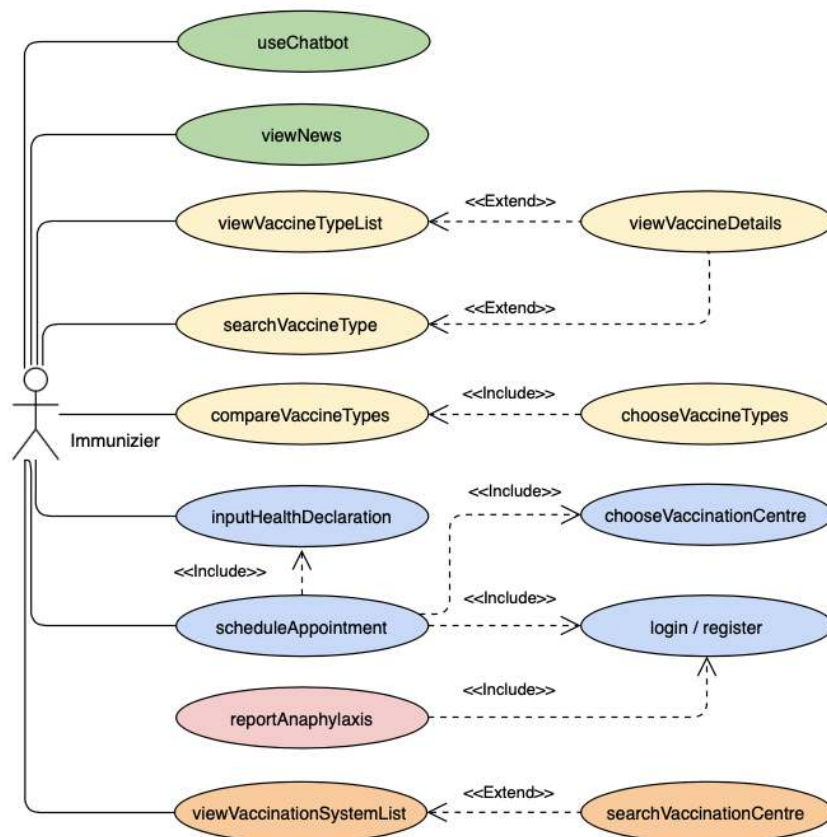 useChatbot
viewNews
viewVaccineTypeList
<<Extend>>
viewVaccineDetails
searchVaccineType
<<Extend>>
compareVaccineTypes
<<Include>>
chooseVaccineTypes
Immunizier
inputHealthDeclaration
<<Include>>
chooseVaccinationCentre
<<Include>>
scheduleAppointment
<<Include>>
login / register
reportAnaphylaxis
<<Include>>
viewVaccinationSystemList
<<Extend>>
searchVaccinationCentre